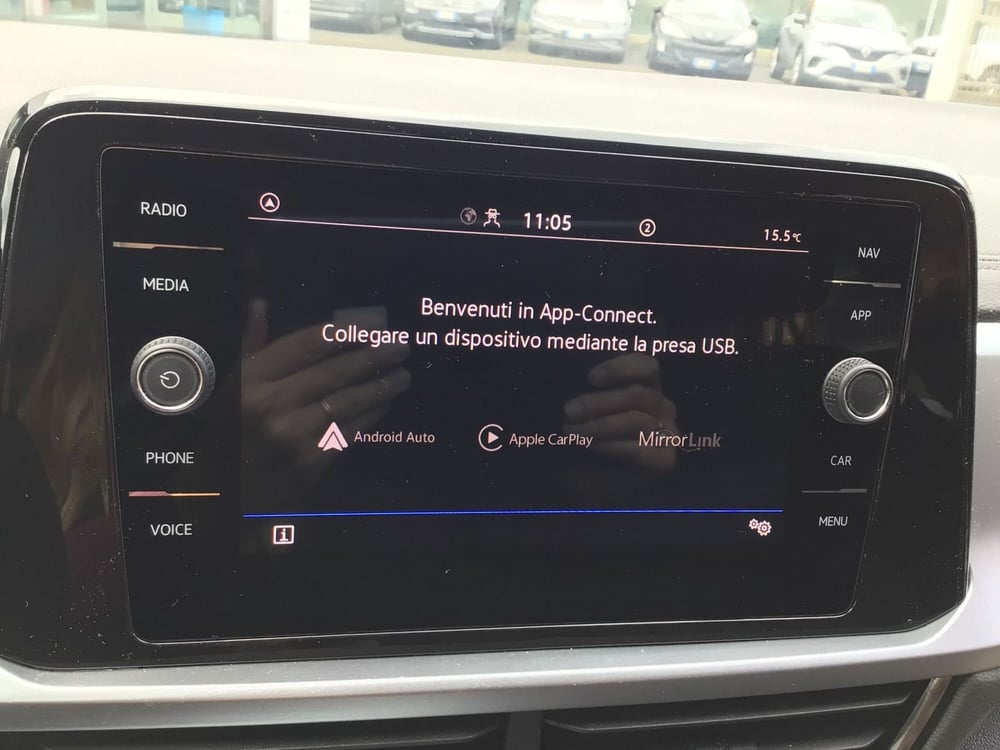 RADIO
MEDIA
PHONE
VOICE
11:05
2
15.5°C
Benvenuti in App-Connect.
Collegare un dispositivo mediante la presa USB.
Android Auto
Apple CarPlay
MirrorLink
i
NAV
APP
CAR
MENU